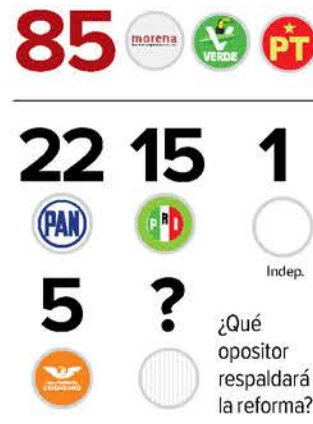 85 morena VERDE PT
22 15 1
PAN PRI
Indep.
5 ?
CIUDADANO
¿Qué
opositor
respaldará
la reforma?